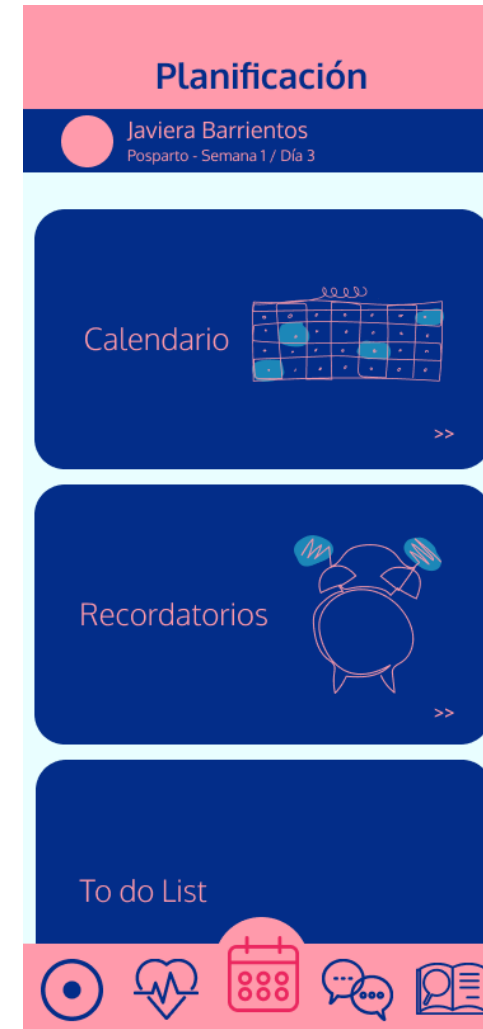 Planificación
Javiera Barrientos
Posparto - Semana 1 / Día 3
Calendario
>>
Recordatorios
>>
To do List